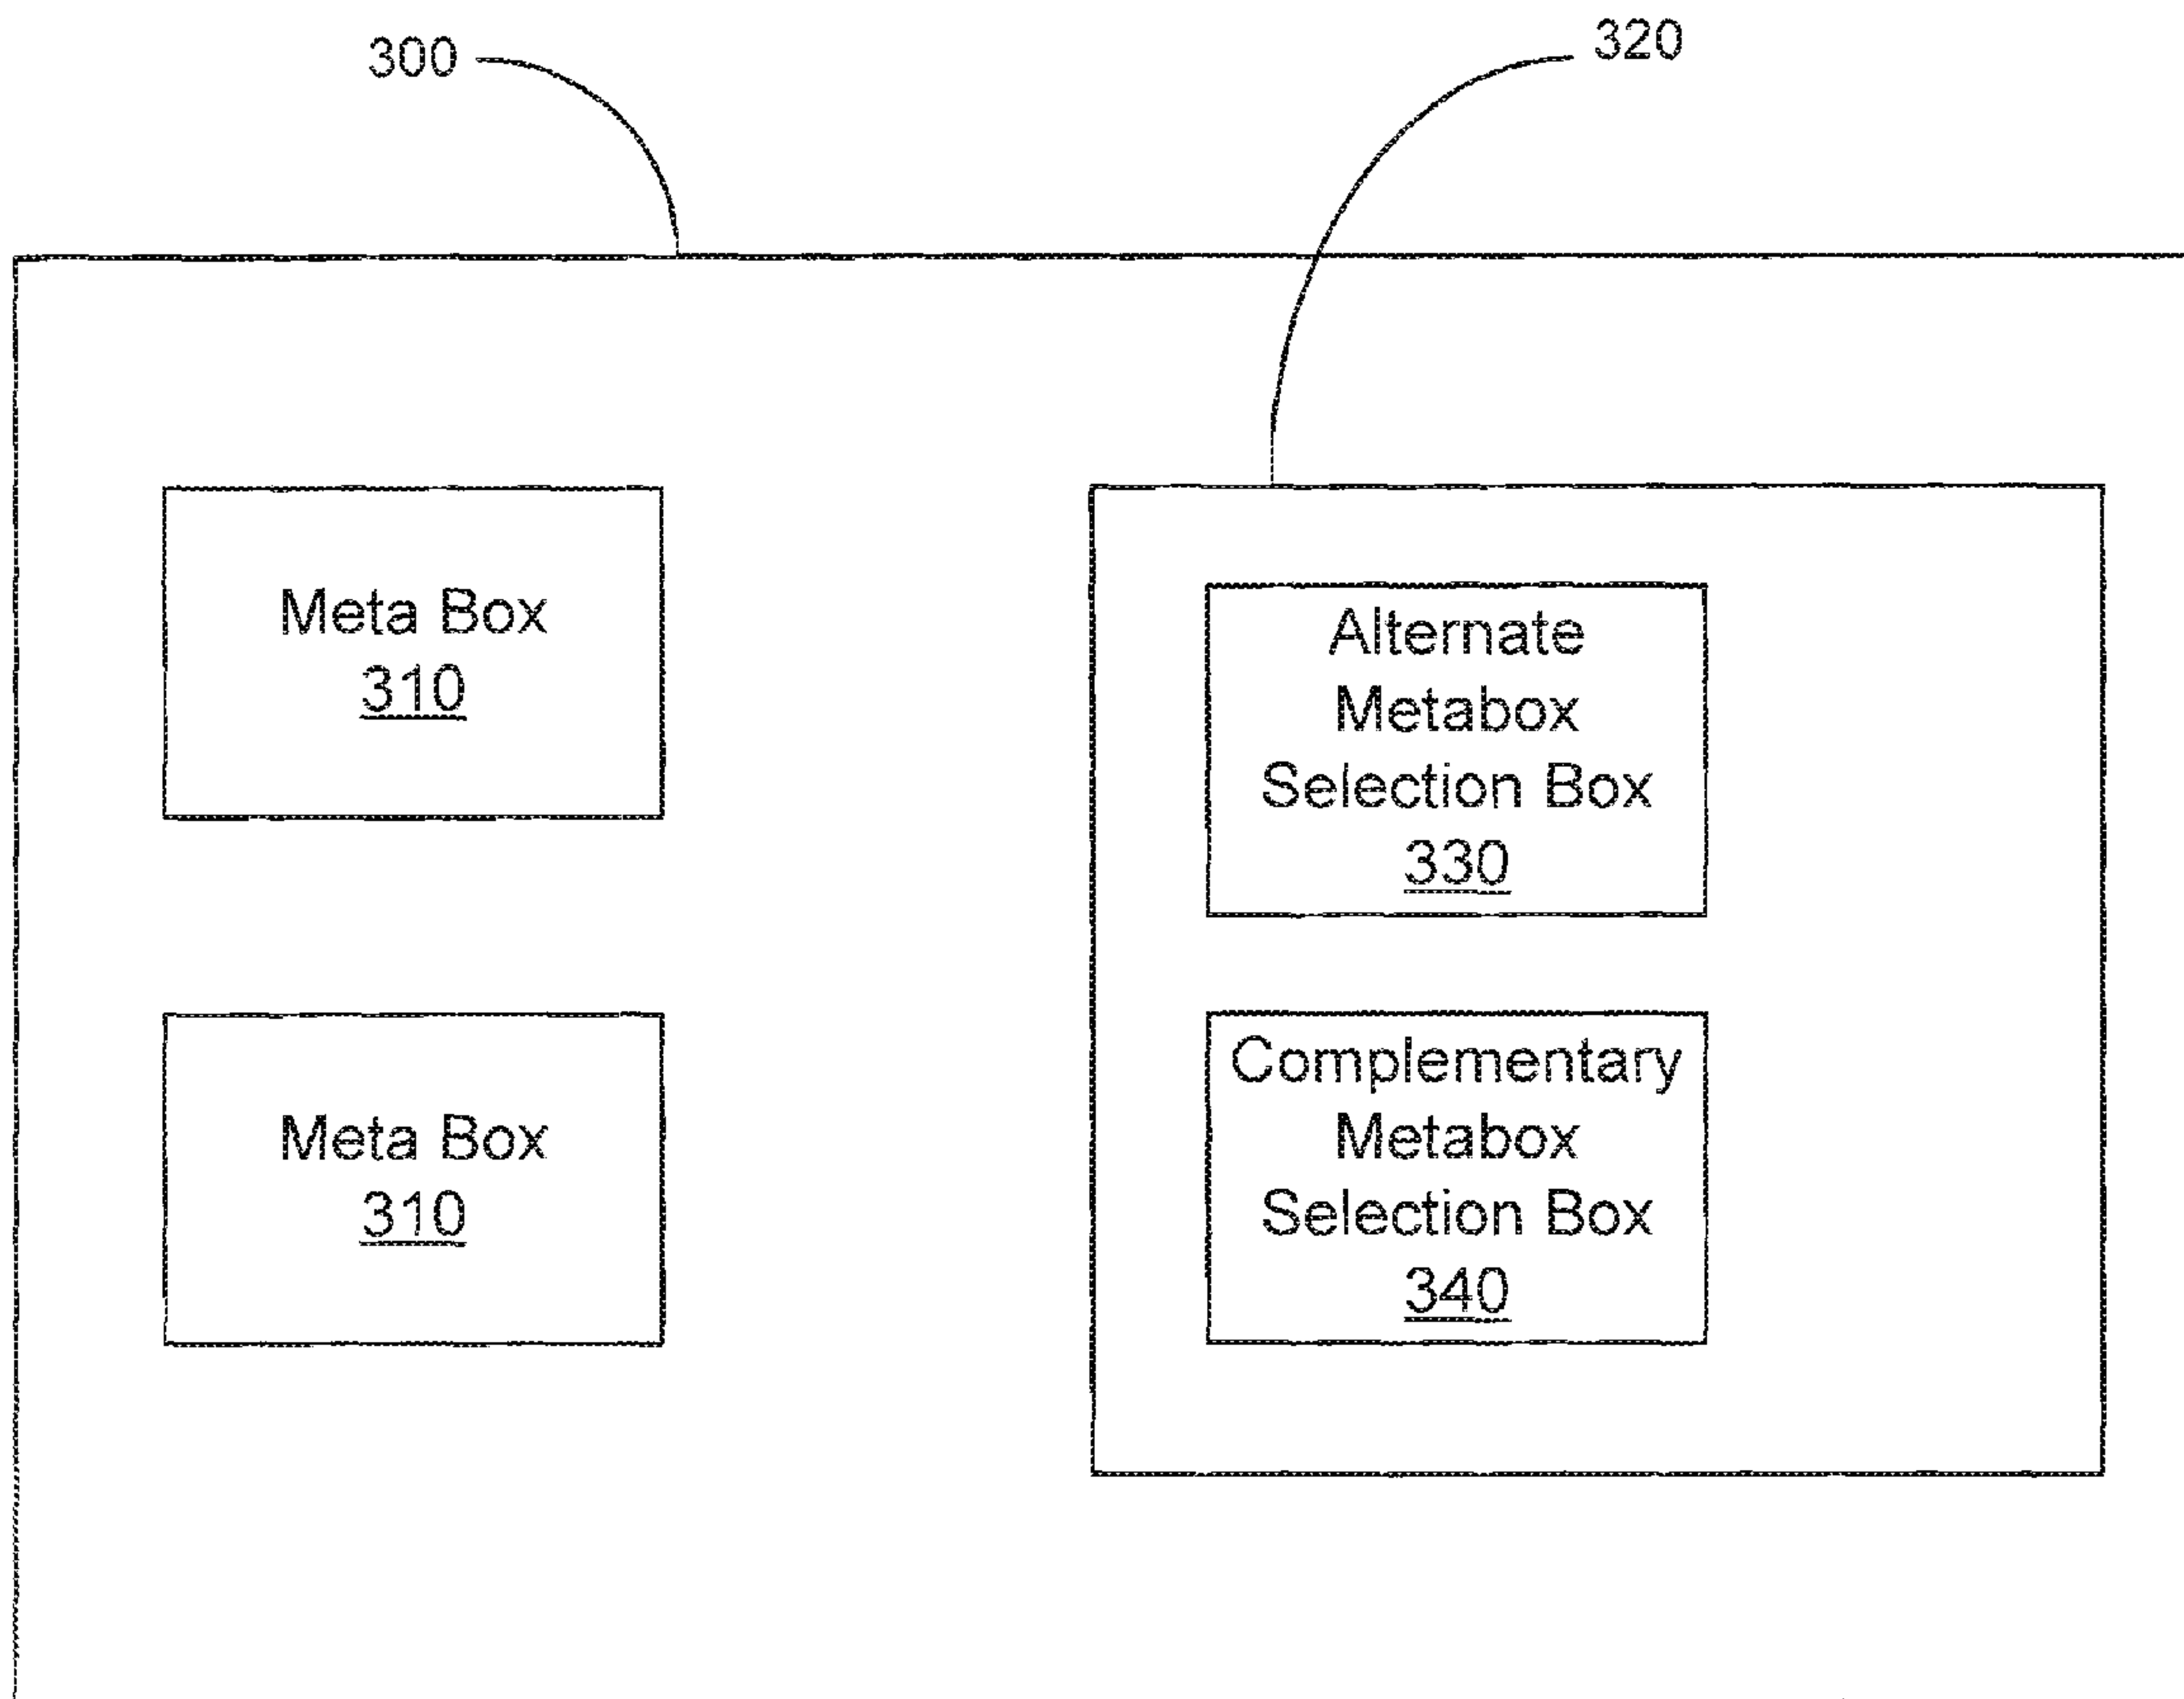 300
320
Meta Box
310
Meta Box
310
Alternate
Metabox
Selection Box
330
Complementary
Metabox
Selection Box
340